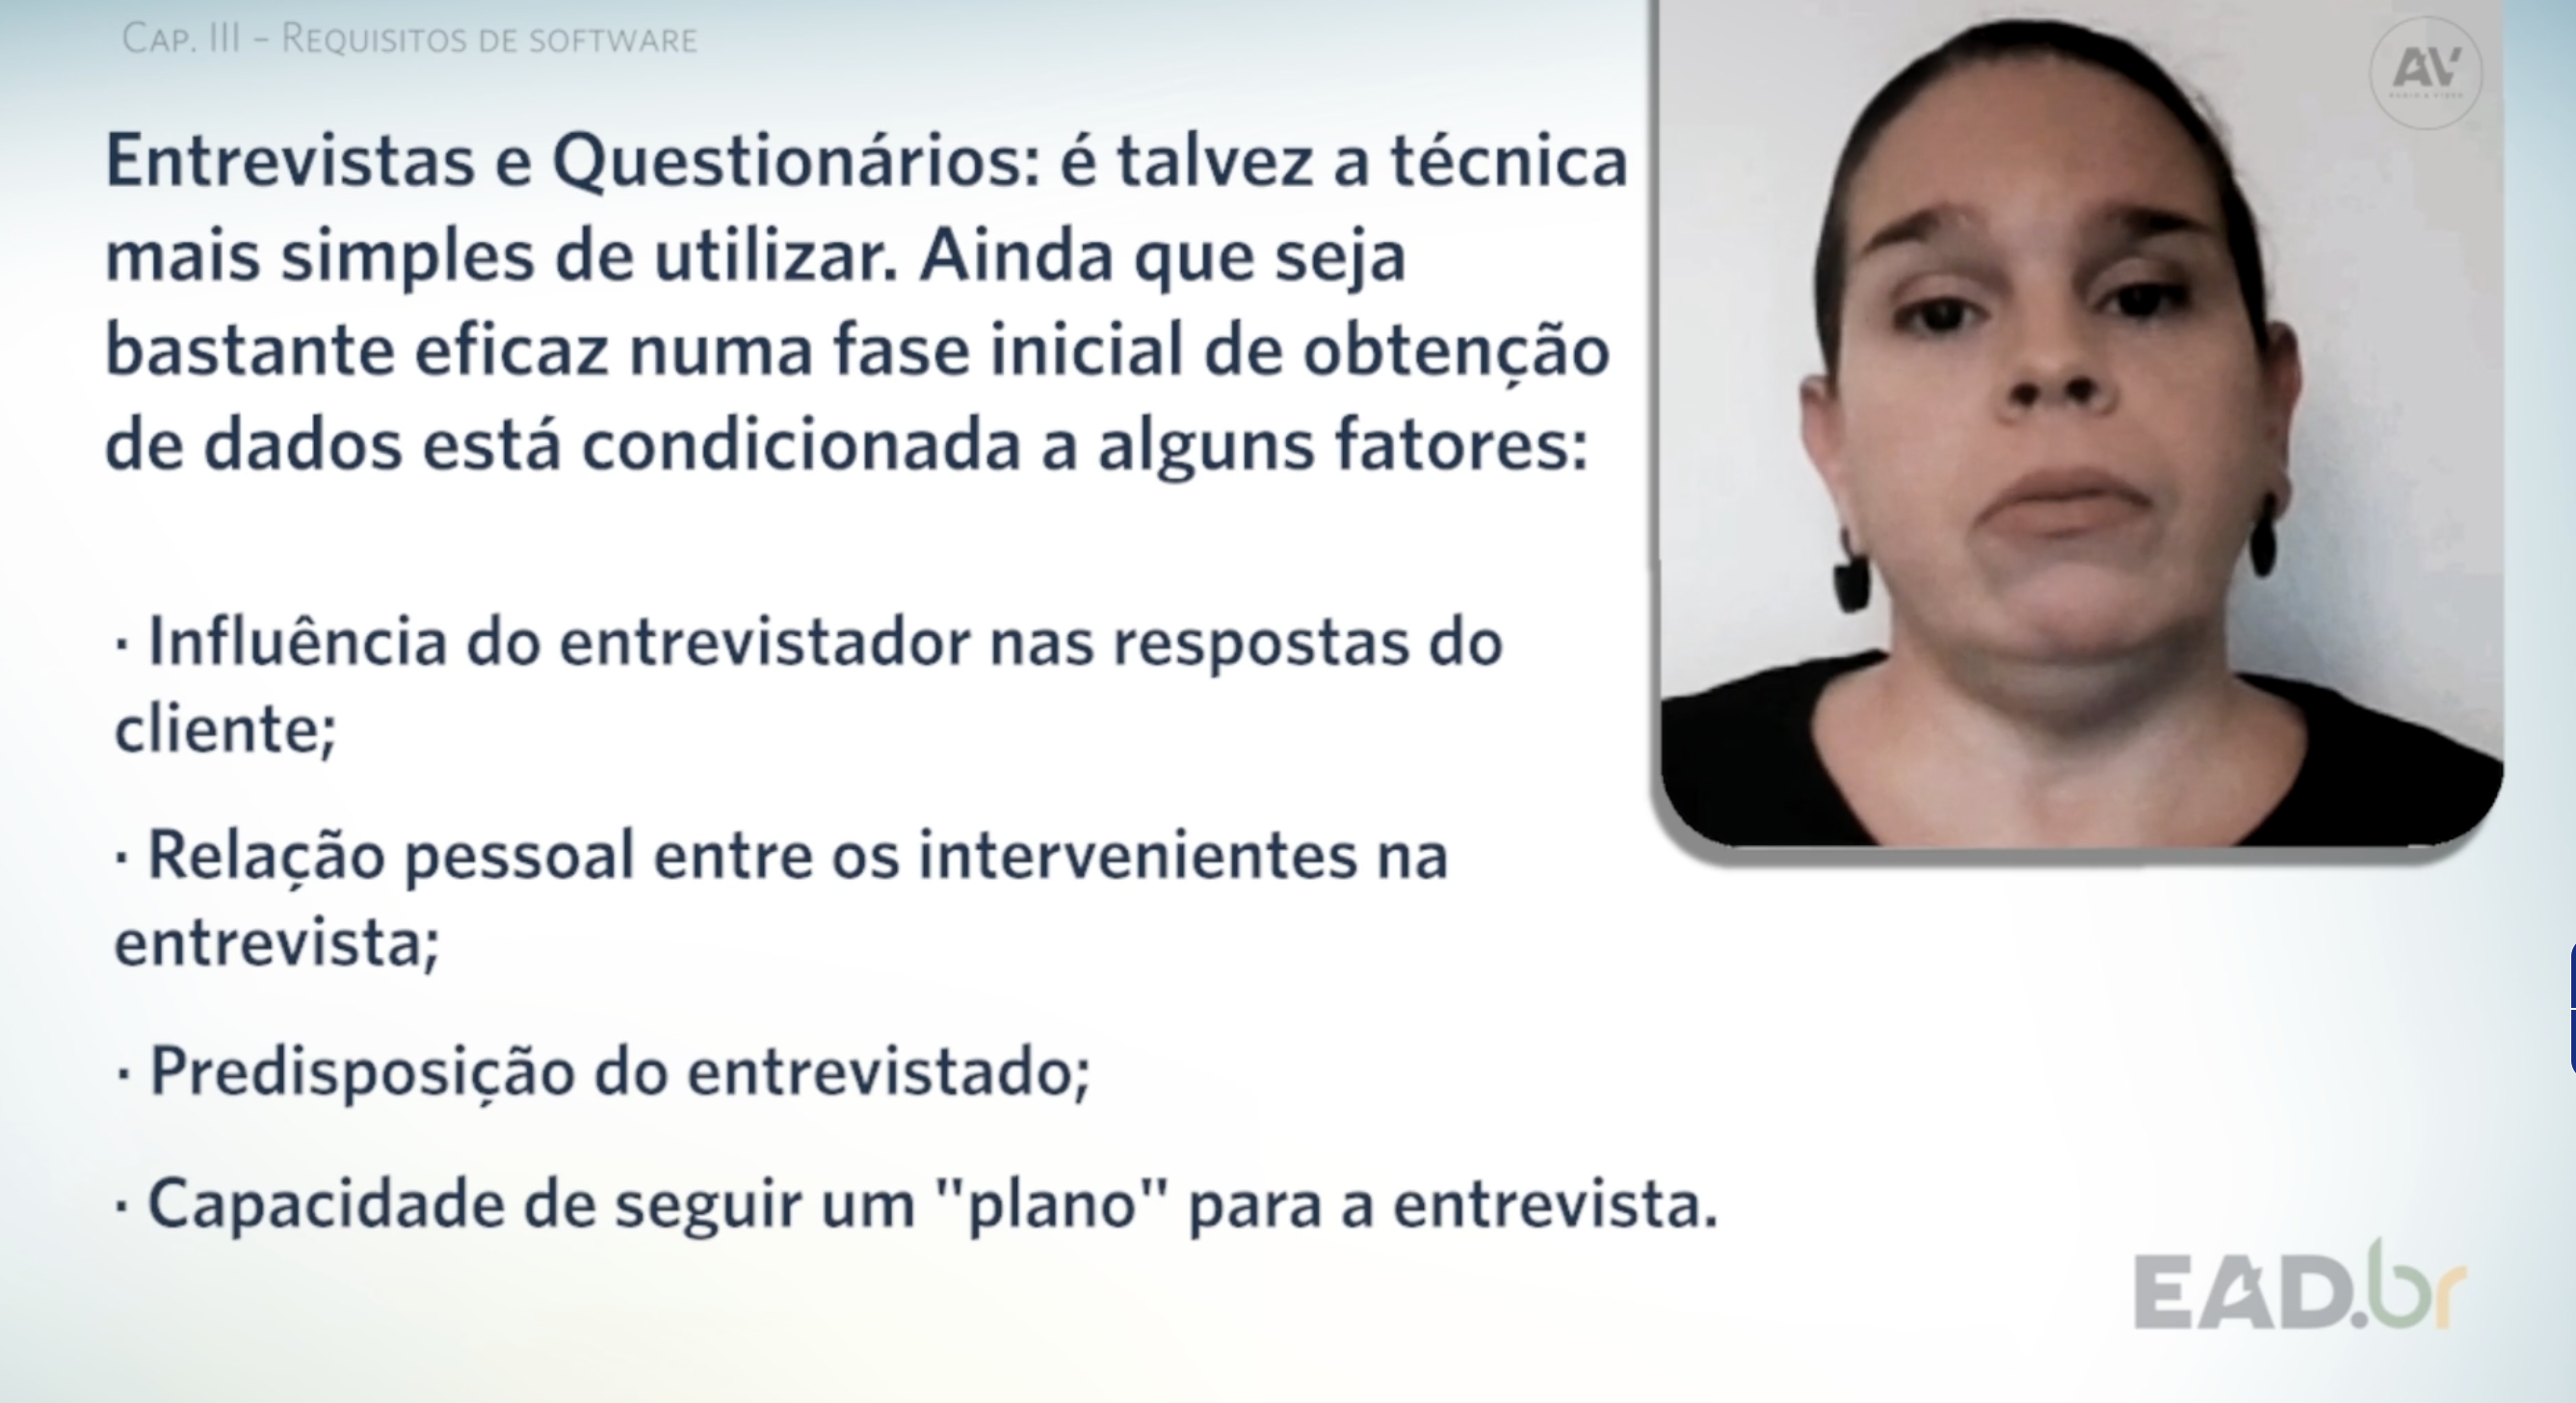 CAP. III – REQUISITOS DE SOFTWARE
AV
Entrevistas e Questionários: é talvez a técnica
mais simples de utilizar. Ainda que seja
bastante eficaz numa fase inicial de obtenção
de dados está condicionada a alguns fatores:
· Influência do entrevistador nas respostas do
cliente;
· Relação pessoal entre os intervenientes na
entrevista;
· Predisposição do entrevistado;
· Capacidade de seguir um "plano" para a entrevista.
EAD.br